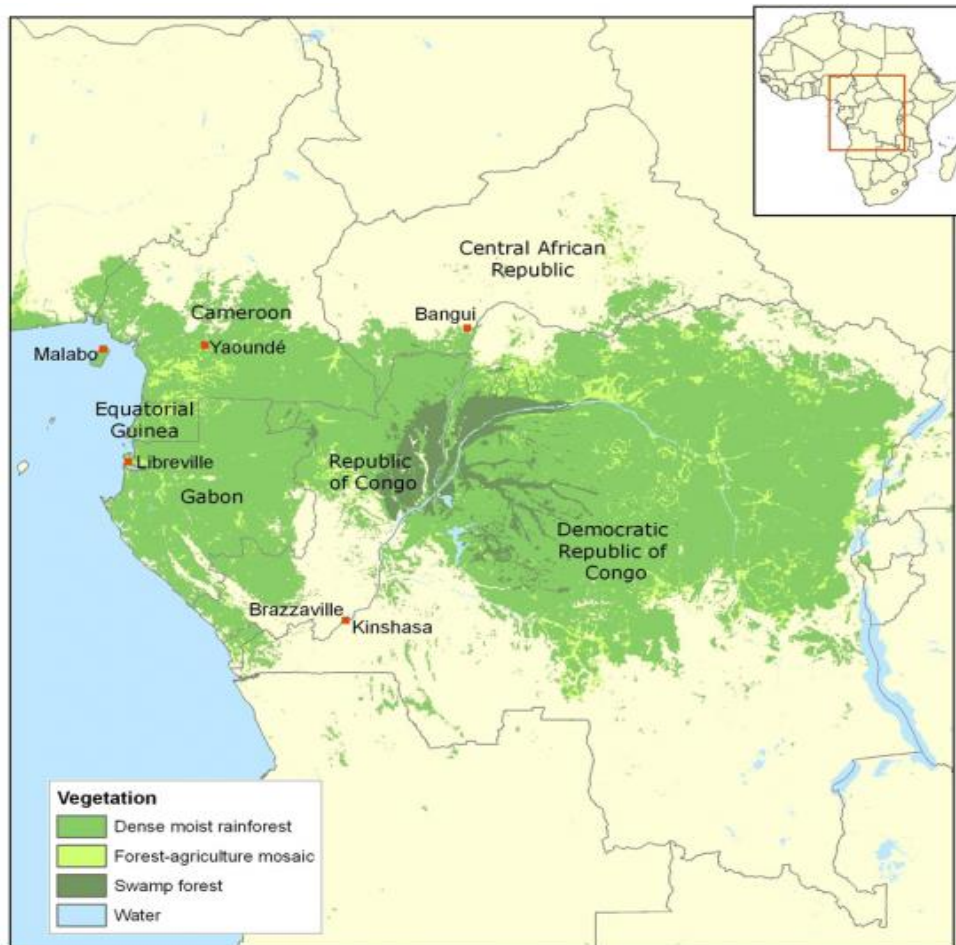 Central African
Republic
Cameroon
Bangui
Malabo
Yaoundé
Equatorial
Guinea
Libreville
Republic
of Congo
Gabon
Democratic
Republic of
Congo
Brazzaville
Kinshasa
Vegetation
Dense moist rainforest
Forest-agriculture mosaic
Swamp forest
Water